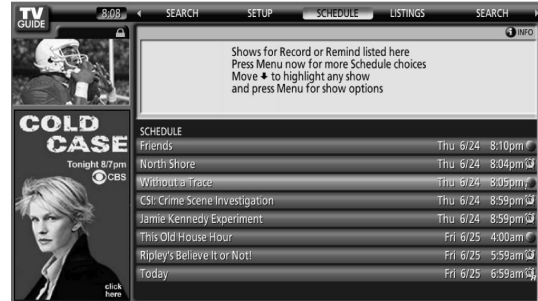 TV
GUIDE
8:08
SEARCH SETUP SCHEDULE LISTINGS SEARCH
i INFO
Shows for Record or Remind listed here
Press Menu now for more Schedule choices
Move to highlight any show
and press Menu for show options
COLD
CASE
Tonight 8/7pm
CBS
click
here
SCHEDULE
Friends Thu 6/24 8:10pm
North Shore Thu 6/24 8:04pm
Without a Trace Thu 6/24 8:05pm
CSI: Crime Scene Investigation Thu 6/24 8:59pm
Jamie Kennedy Experiment Thu 6/24 8:59pm
This Old House Hour Fri 6/25 4:00am
Ripley's Believe It or Not! Fri 6/25 5:59am
Today Fri 6/25 6:59am